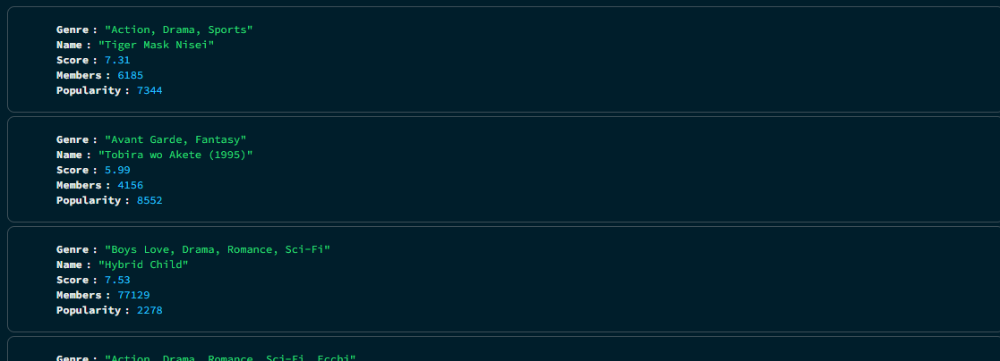 Genre : "Action, Drama, Sports"
Name : "Tiger Mask Nisei"
Score : 7.31
Members : 6185
Popularity : 7344
Genre : "Avant Garde, Fantasy"
Name : "Tobira wo Akete (1995)"
Score : 5.99
Members : 4156
Popularity : 8552
Genre : "Boys Love, Drama, Romance, Sci-Fi"
Name : "Hybrid Child"
Score : 7.53
Members : 77129
Popularity : 2278
Genre : "Action, Drama, Romance, Sci-Fi, Ecchi"